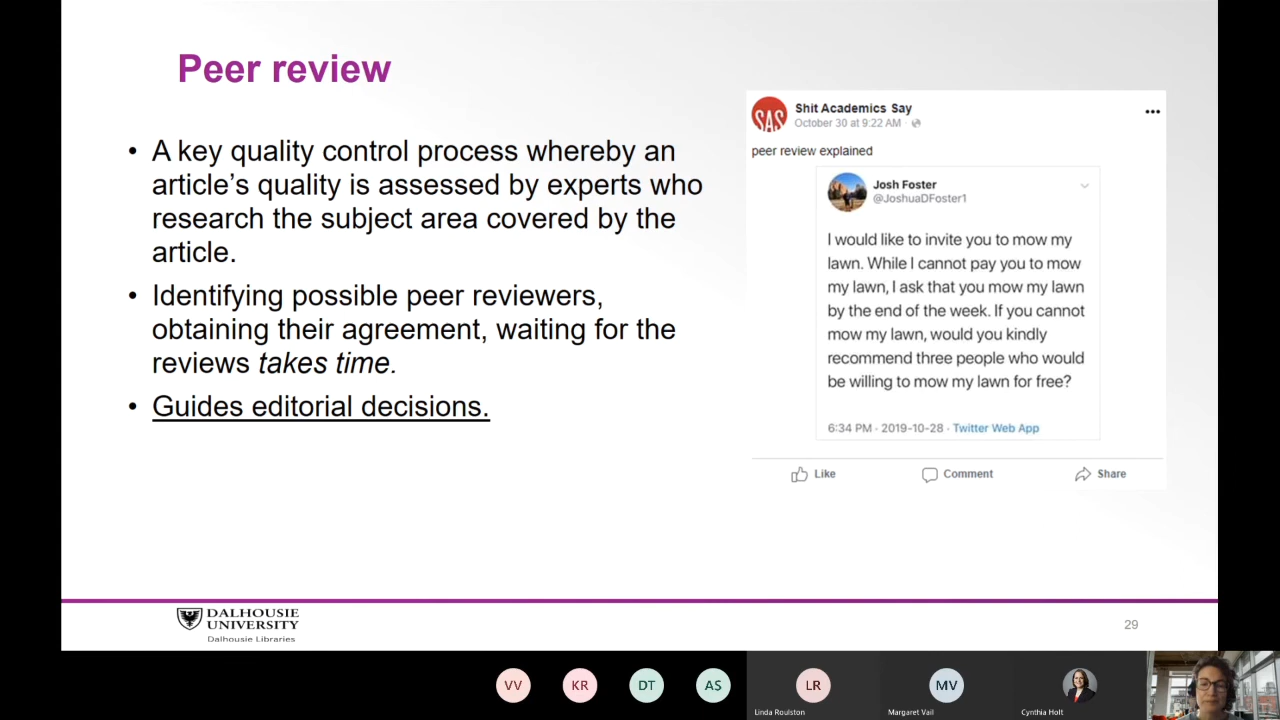 Peer review
• A key quality control process whereby an
article's quality is assessed by experts who
research the subject area covered by the
article.
• Identifying possible peer reviewers,
obtaining their agreement, waiting for the
reviews takes time.
• Guides editorial decisions.
SAS
Shit Academics Say
October 30 at 9:22 AM ·
peer review explained
Josh Foster
@JoshuaDFoster1
I would like to invite you to mow my
lawn. While I cannot pay you to mow
my lawn, I ask that you mow my lawn
by the end of the week. If you cannot
mow my lawn, would you kindly
recommend three people who would
be willing to mow my lawn for free?
6:34 PM · 2019-10-28 · Twitter Web App
Like
Comment
Share
DALHOUSIE
UNIVERSITY
Dalhousie Libraries
29
VV
KR
DT
AS
LR
Linda Roulston
MV
Margaret Vail
Cynthia Holt